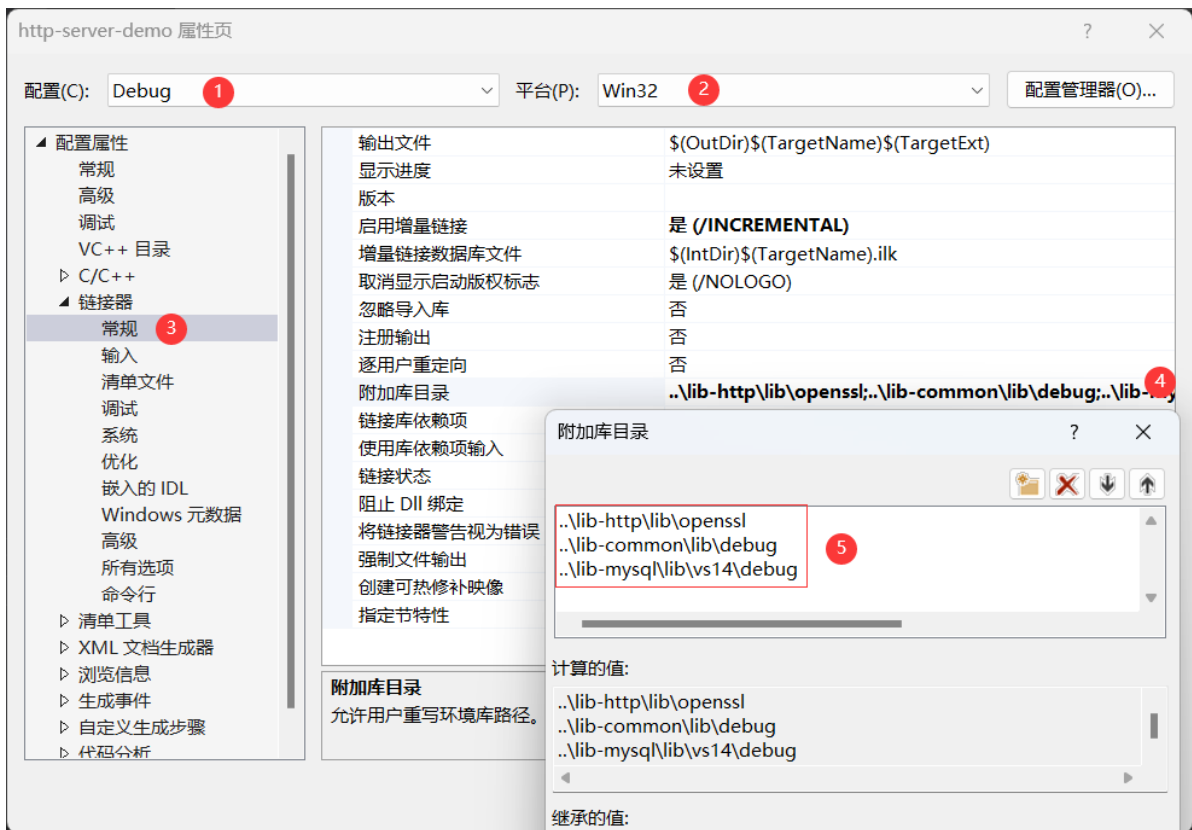 http-server-demo 属性页
?
配置(C): Debug 1 平台(P): Win32 2 配置管理器(O)...
配置属性
常规
高级
调试
VC++ 目录
C/C++
链接器
常规 3
输入
清单文件
调试
系统
优化
嵌入的 IDL
Windows 元数据
高级
所有选项
命令行
清单工具
XML 文档生成器
浏览信息
生成事件
自定义生成步骤
代码分析
输出文件 $(OutDir)$(TargetName)$(TargetExt)
显示进度 未设置
版本
启用增量链接 是 (/INCREMENTAL)
增量链接数据库文件 $(IntDir)$(TargetName).ilk
取消显示启动版权标志 是 (/NOLOGO)
忽略导入库 否
注册输出 否
逐用户重定向 否
附加库目录 ..\lib-http\lib\openssl;..\lib-common\lib\debug;..\lib-my 4
链接库依赖项
使用库依赖项输入
链接状态
阻止 Dll 绑定
将链接器警告视为错误
强制文件输出
创建可热修补映像
指定节特性
附加库目录
允许用户重写环境库路径。
附加库目录 ?
..\lib-http\lib\openssl
..\lib-common\lib\debug 5
..\lib-mysql\lib\vs14\debug
计算的值:
..\lib-http\lib\openssl
..\lib-common\lib\debug
..\lib-mysql\lib\vs14\debug
继承的值: